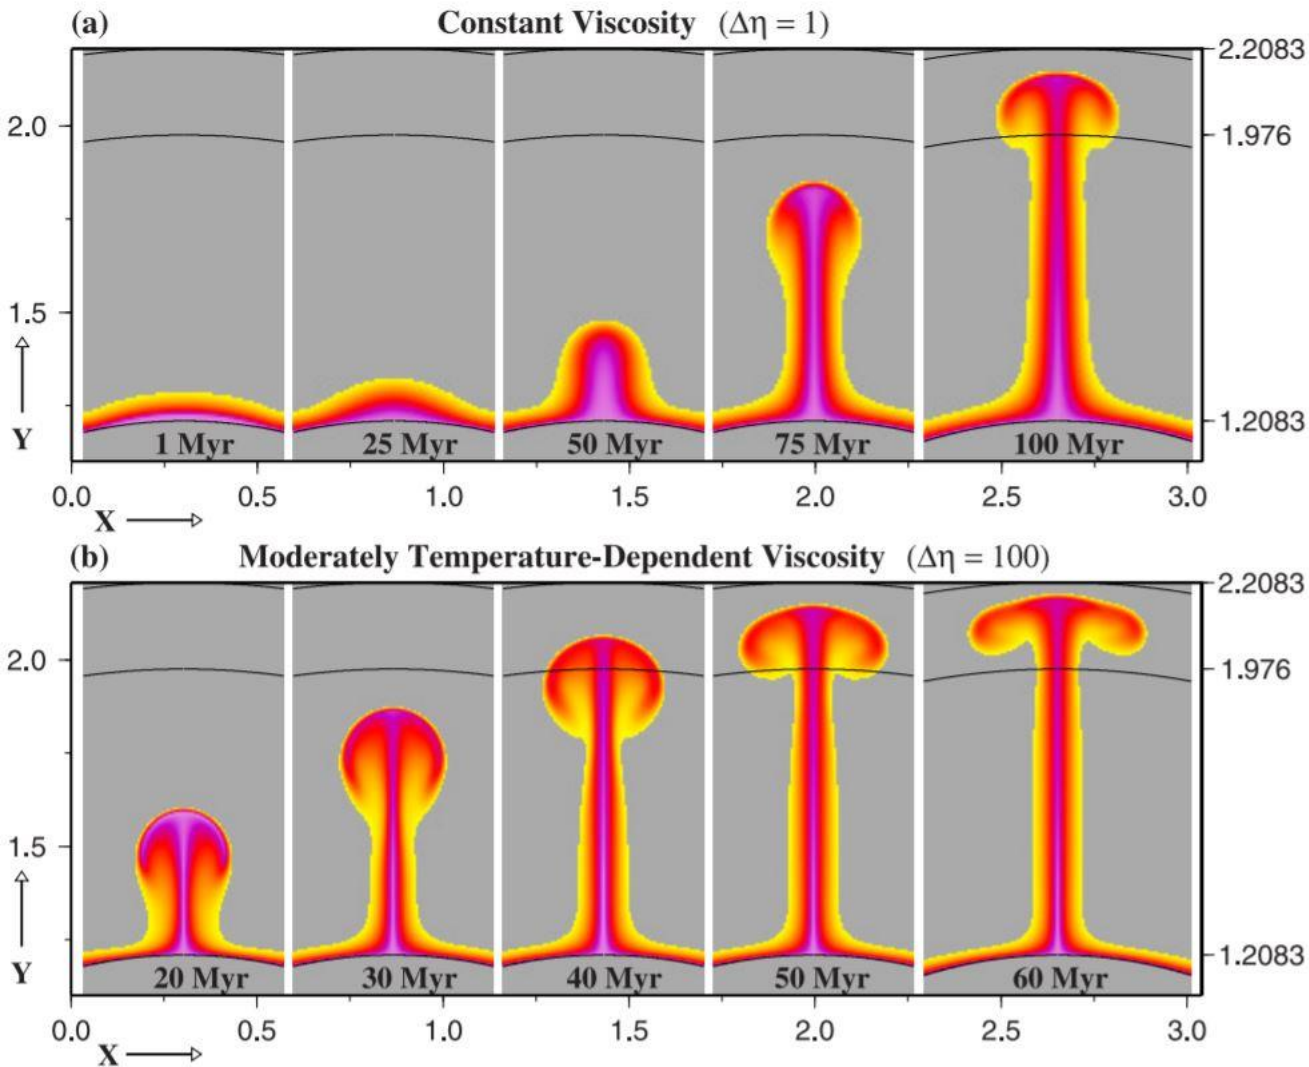 (a) Constant Viscosity (Δη = 1)
2.2083
2.0
1.976
1.5
Y
1.2083
1 Myr 25 Myr 50 Myr 75 Myr 100 Myr
0.0 0.5 1.0 1.5 2.0 2.5 3.0
X
(b) Moderately Temperature-Dependent Viscosity (Δη = 100)
2.2083
2.0
1.976
1.5
Y
1.2083
20 Myr 30 Myr 40 Myr 50 Myr 60 Myr
0.0 0.5 1.0 1.5 2.0 2.5 3.0
X